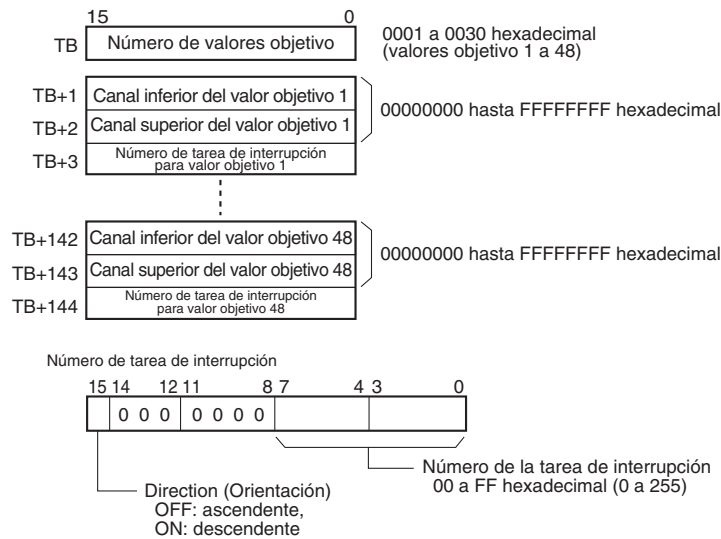 15 0
TB Número de valores objetivo 0001 a 0030 hexadecimal
(valores objetivo 1 a 48)
TB+1 Canal inferior del valor objetivo 1
TB+2 Canal superior del valor objetivo 1
00000000 hasta FFFFFFFF hexadecimal
TB+3 Número de tarea de interrupción
para valor objetivo 1
TB+142 Canal inferior del valor objetivo 48
TB+143 Canal superior del valor objetivo 48
00000000 hasta FFFFFFFF hexadecimal
TB+144 Número de tarea de interrupción
para valor objetivo 48
Número de tarea de interrupción
15 14 12 11 8 7 4 3 0
0 0 0 0 0 0 0
Número de la tarea de interrupción
00 a FF hexadecimal (0 a 255)
Direction (Orientación)
OFF: ascendente,
ON: descendente